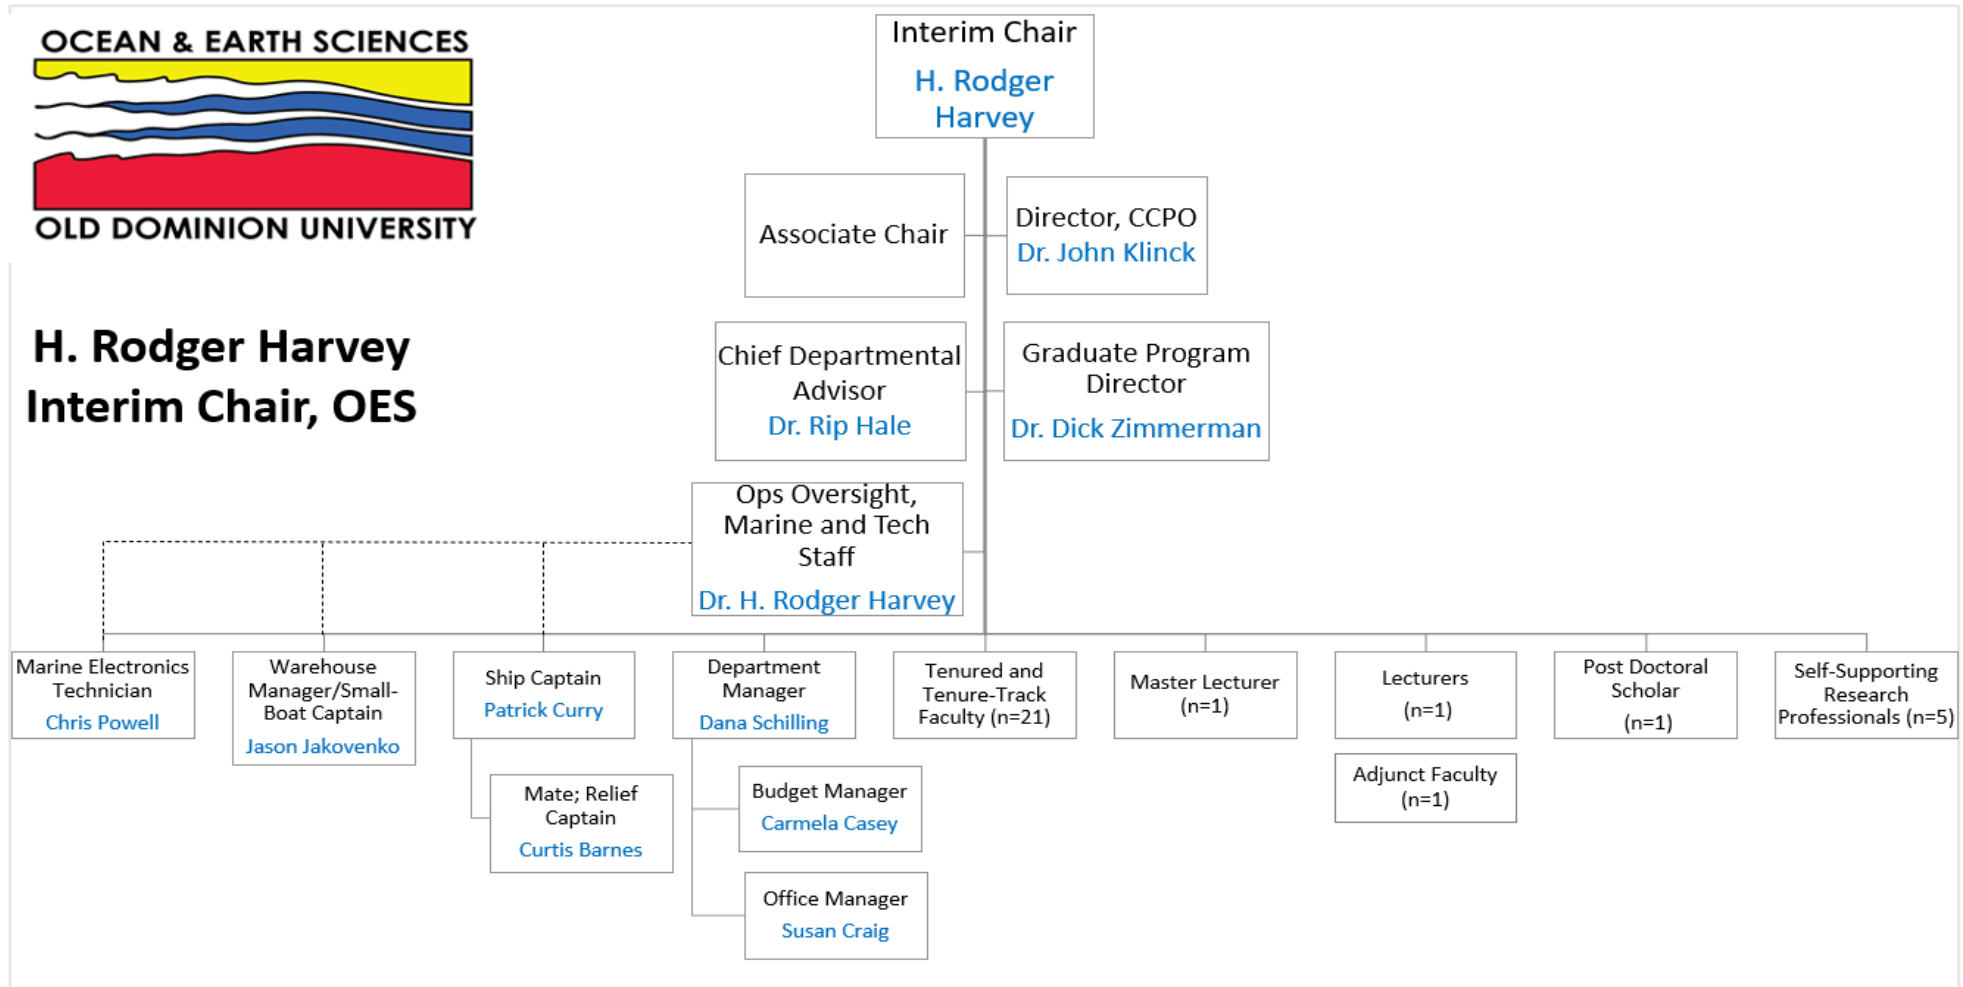 OCEAN & EARTH SCIENCES
OLD DOMINION UNIVERSITY
H. Rodger Harvey
Interim Chair, OES
Interim Chair
H. Rodger
Harvey
Associate Chair
Director, CCPO
Dr. John Klinck
Chief Departmental
Advisor
Dr. Rip Hale
Graduate Program
Director
Dr. Dick Zimmerman
Ops Oversight,
Marine and Tech
Staff
Dr. H. Rodger Harvey
Marine Electronics
Technician
Chris Powell
Warehouse
Manager/Small-
Boat Captain
Jason Jakovenko
Ship Captain
Patrick Curry
Mate; Relief
Captain
Curtis Barnes
Department
Manager
Dana Schilling
Budget Manager
Carmela Casey
Office Manager
Susan Craig
Tenured and
Tenure-Track
Faculty (n=21)
Master Lecturer
(n=1)
Lecturers
(n=1)
Adjunct Faculty
(n=1)
Post Doctoral
Scholar
(n=1)
Self-Supporting
Research
Professionals (n=5)